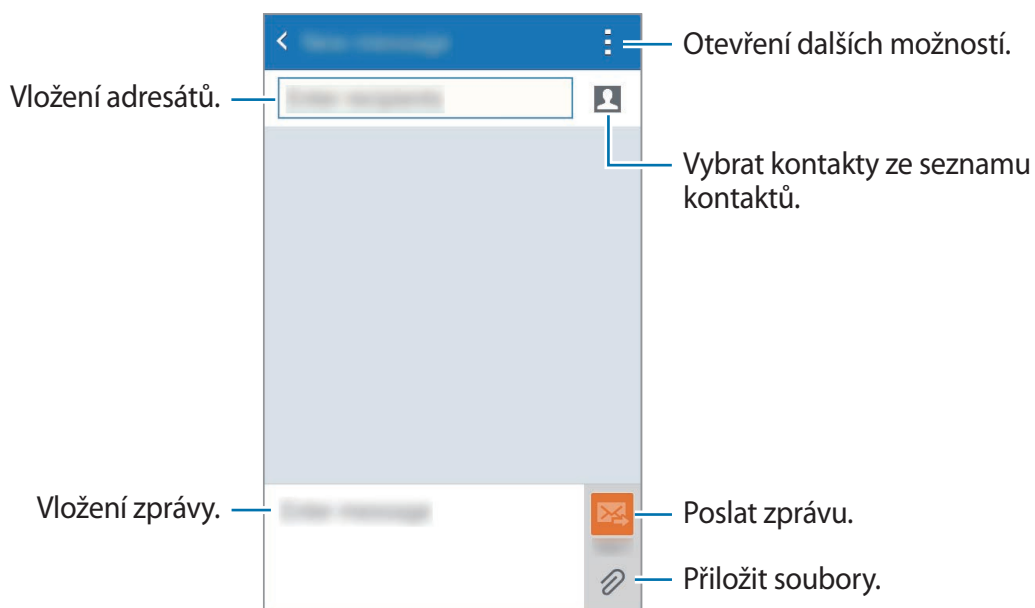 Otevření dalších možností.
Vložení adresátů.
Vybrat kontakty ze seznamu
kontaktů.
Vložení zprávy.
Poslat zprávu.
Přiložit soubory.